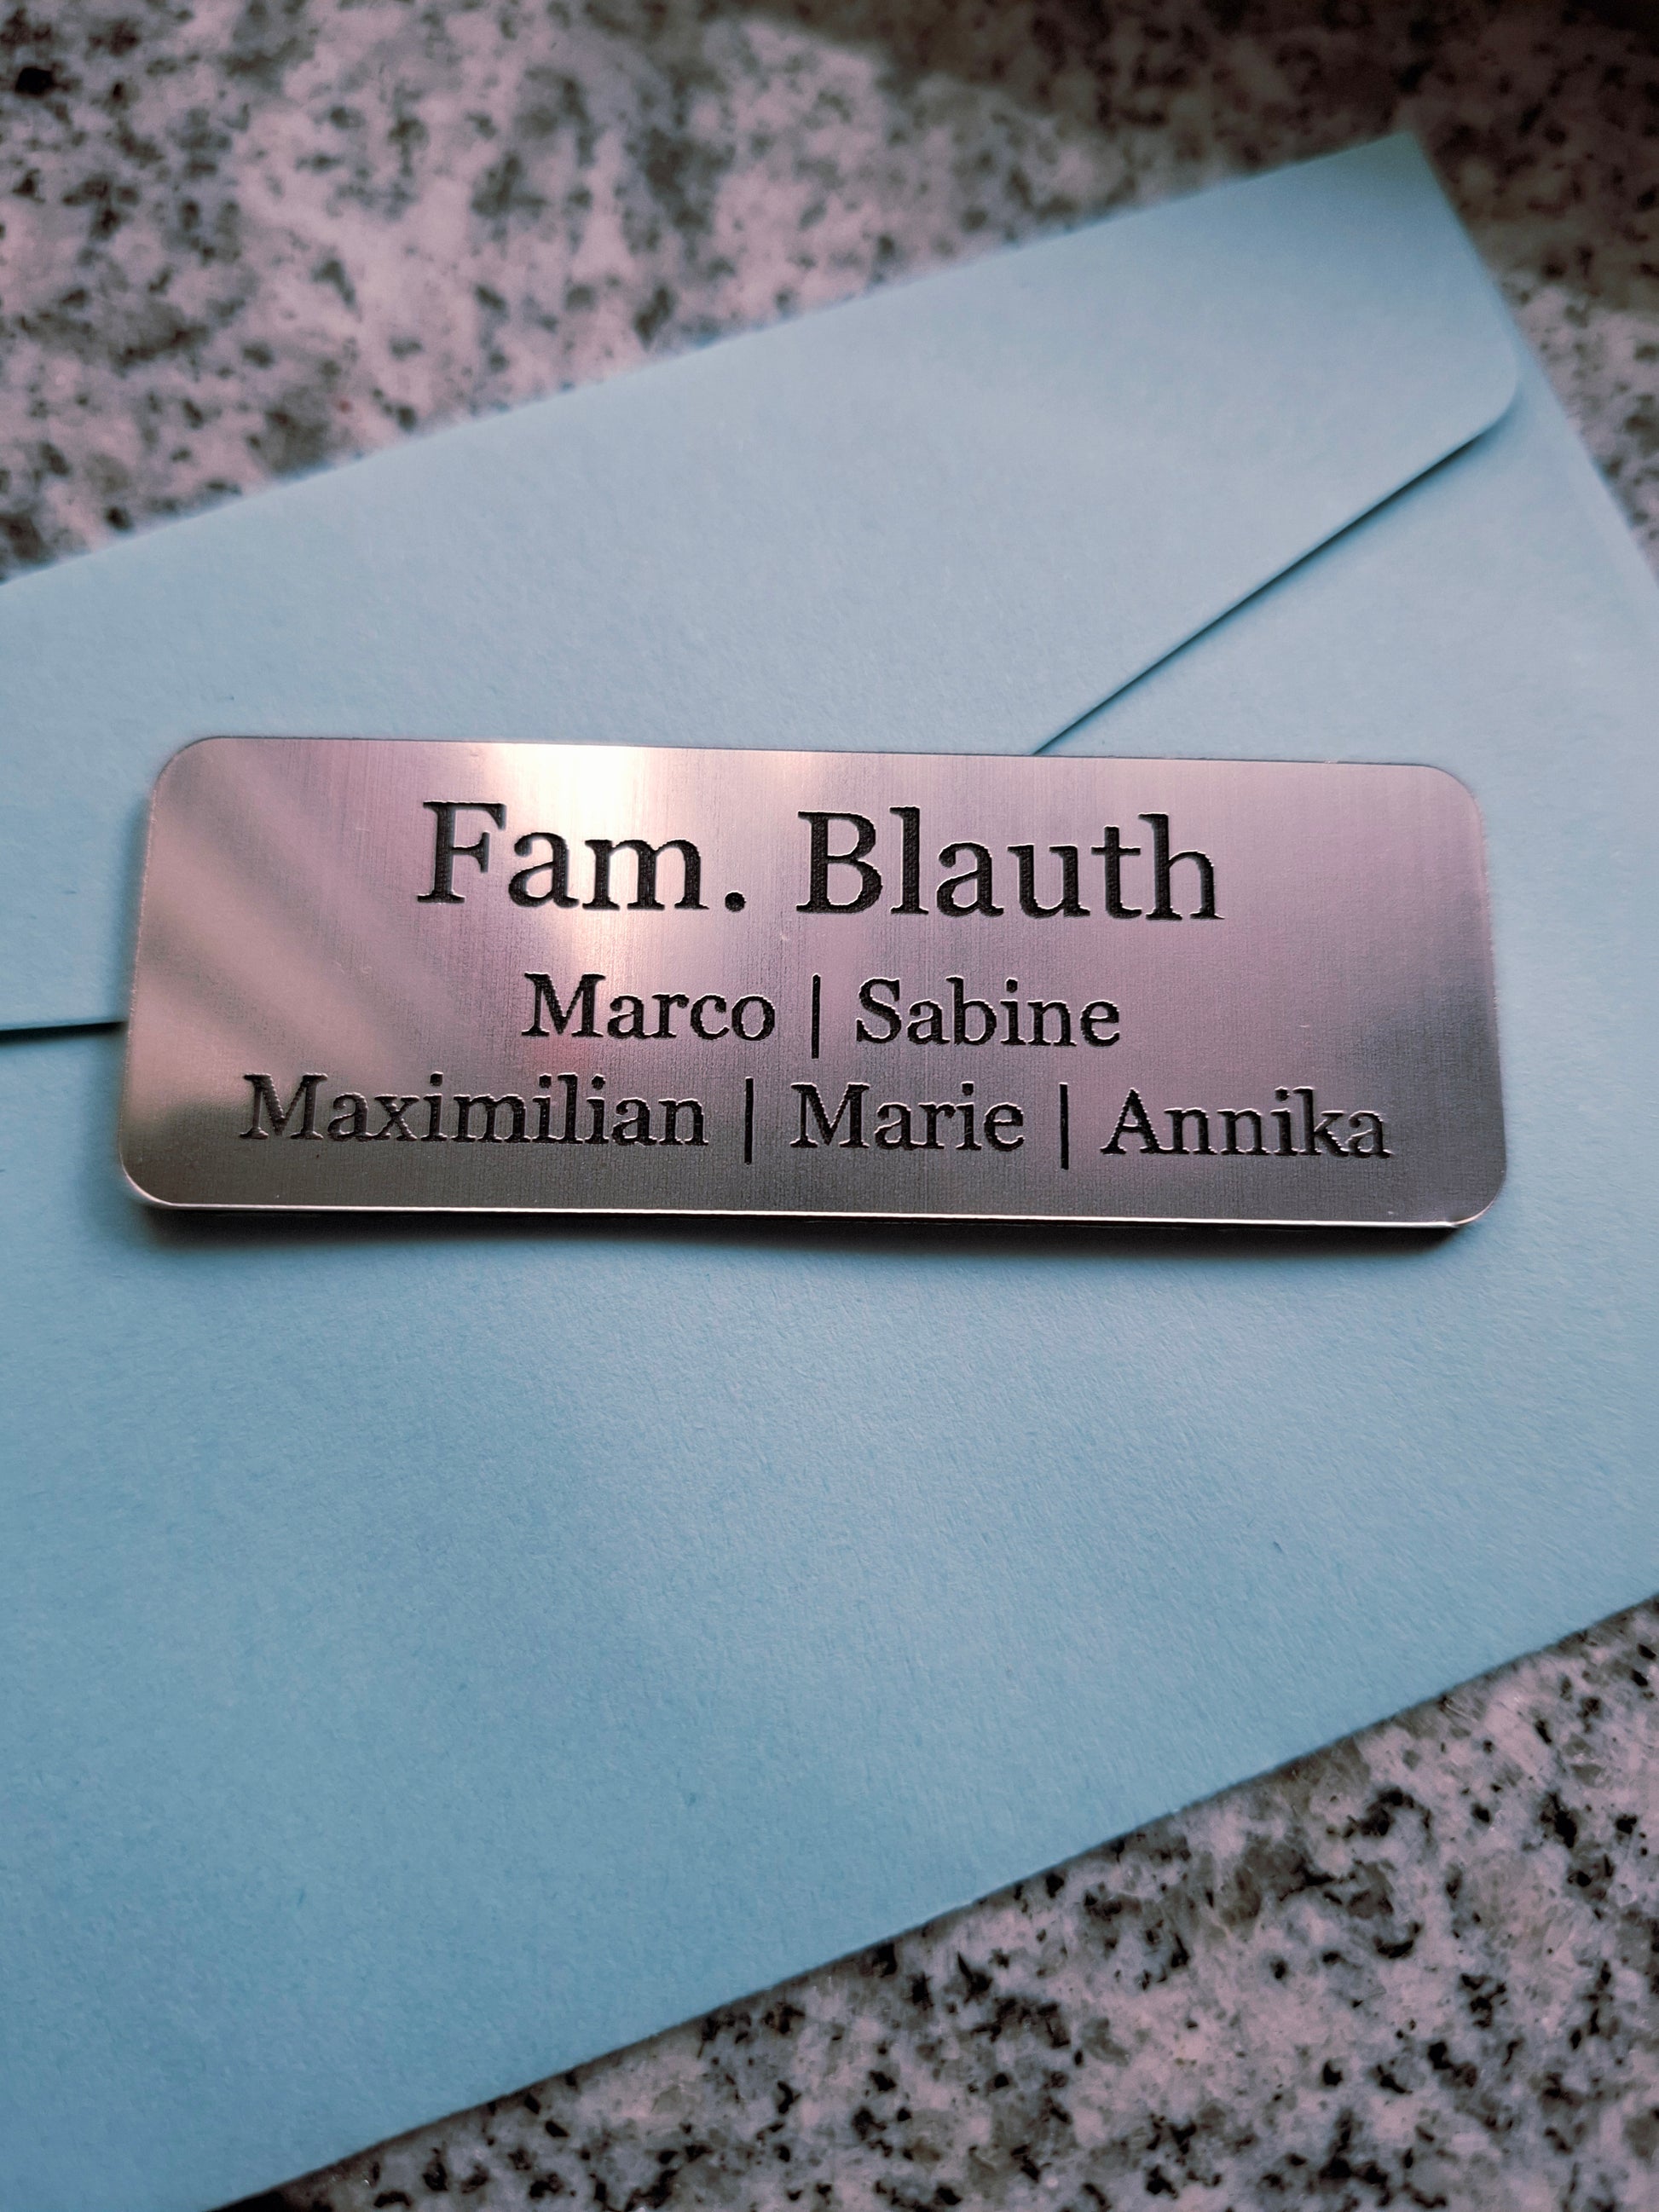 Fam. Blauth
Marco | Sabine
Maximilian | Marie | Annika